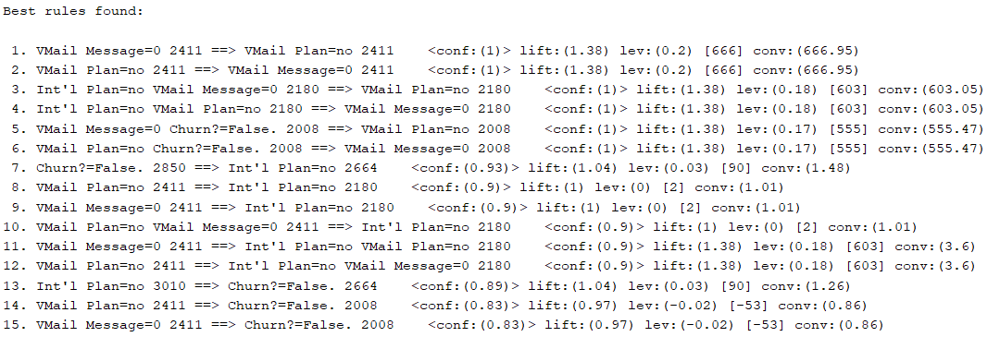 Best rules found:
1. VMail Message=0 2411 ==> VMail Plan=no 2411 <conf:(1)> lift:(1.38) lev:(0.2) [666] conv:(666.95)
2. VMail Plan=no 2411 ==> VMail Message=0 2411 <conf:(1)> lift:(1.38) lev:(0.2) [666] conv:(666.95)
3. Int'l Plan=no VMail Message=0 2180 ==> VMail Plan=no 2180 <conf:(1)> lift:(1.38) lev:(0.18) [603] conv:(603.05)
4. Int'l Plan=no VMail Plan=no 2180 ==> VMail Message=0 2180 <conf:(1)> lift:(1.38) lev:(0.18) [603] conv:(603.05)
5. VMail Message=0 Churn?=False. 2008 ==> VMail Plan=no 2008 <conf:(1)> lift:(1.38) lev:(0.17) [555] conv:(555.47)
6. VMail Plan=no Churn?=False. 2008 ==> VMail Message=0 2008 <conf:(1)> lift:(1.38) lev:(0.17) [555] conv:(555.47)
7. Churn?=False. 2850 ==> Int'l Plan=no 2664 <conf:(0.93)> lift:(1.04) lev:(0.03) [90] conv:(1.48)
8. VMail Plan=no 2411 ==> Int'l Plan=no 2180 <conf:(0.9)> lift:(1) lev:(0) [2] conv:(1.01)
9. VMail Message=0 2411 ==> Int'l Plan=no 2180 <conf:(0.9)> lift:(1) lev:(0) [2] conv:(1.01)
10. VMail Plan=no VMail Message=0 2411 ==> Int'l Plan=no 2180 <conf:(0.9)> lift:(1) lev:(0) [2] conv:(1.01)
11. VMail Message=0 2411 ==> Int'l Plan=no VMail Plan=no 2180 <conf:(0.9)> lift:(1.38) lev:(0.18) [603] conv:(3.6)
12. VMail Plan=no 2411 ==> Int'l Plan=no VMail Message=0 2180 <conf:(0.9)> lift:(1.38) lev:(0.18) [603] conv:(3.6)
13. Int'l Plan=no 3010 ==> Churn?=False. 2664 <conf:(0.89)> lift:(1.04) lev:(0.03) [90] conv:(1.26)
14. VMail Plan=no 2411 ==> Churn?=False. 2008 <conf:(0.83)> lift:(0.97) lev:(-0.02) [-53] conv:(0.86)
15. VMail Message=0 2411 ==> Churn?=False. 2008 <conf:(0.83)> lift:(0.97) lev:(-0.02) [-53] conv:(0.86)